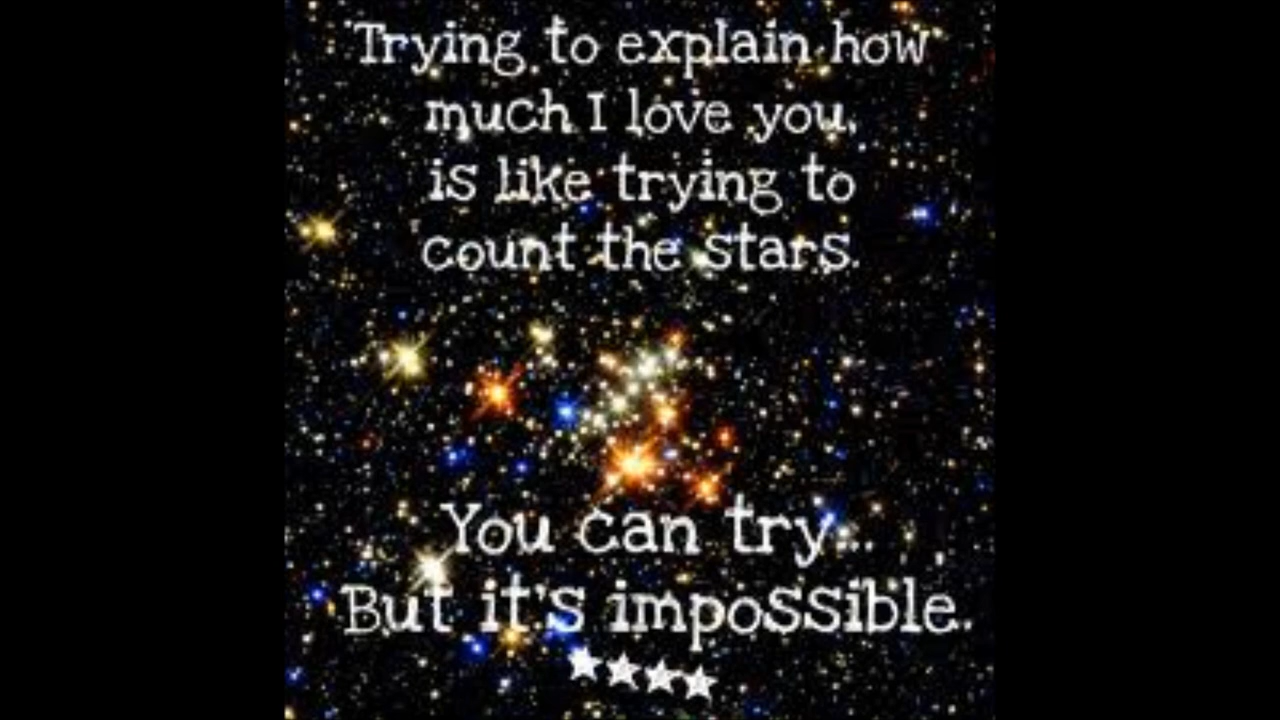 Trying to explain how
much I love you,
is like trying to
count the stars.
You can try...
But it's impossible.